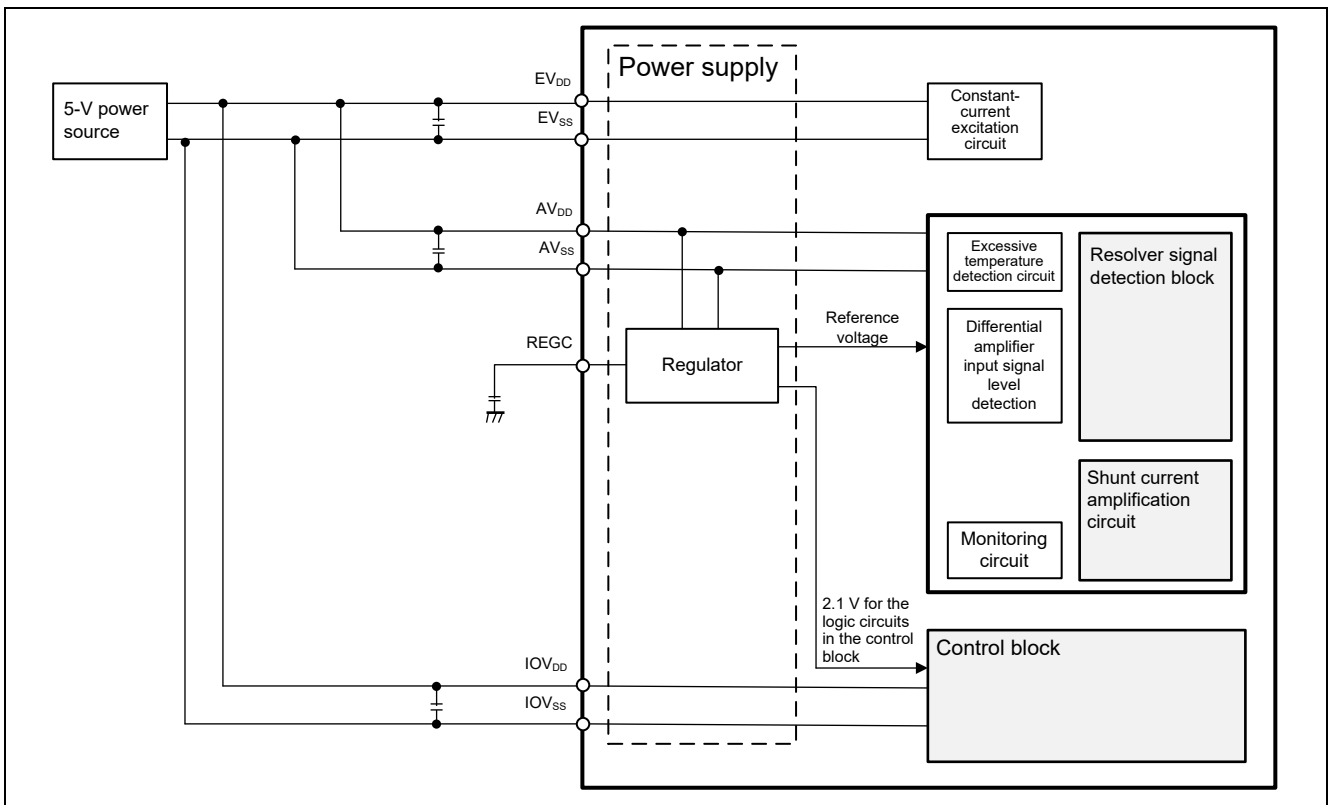 Power supply
5-V power
source
EVDD
EVSS
Constant-
current
excitation
circuit
AVDD
AVSS
Excessive
temperature
detection circuit
Resolver signal
detection block
REGC
Regulator
Reference
voltage
Differential
amplifier
input signal
level
detection
Shunt current
amplification
circuit
Monitoring
circuit
2.1 V for the
logic circuits
in the control
block
Control block
IOVDD
IOVSS